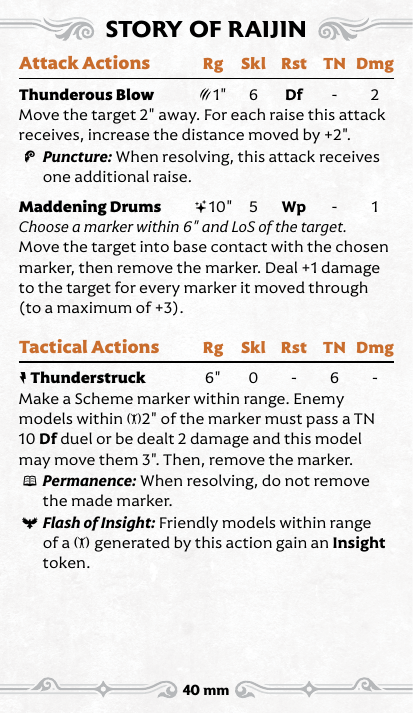 STORY OF RAIJIN
Attack Actions Rg Skl Rst TN Dmg
Thunderous Blow 1" 6 Df - 2
Move the target 2" away. For each raise this attack
receives, increase the distance moved by +2".
Puncture: When resolving, this attack receives
one additional raise.
Maddening Drums 10" 5 Wp - 1
Choose a marker within 6" and LoS of the target.
Move the target into base contact with the chosen
marker, then remove the marker. Deal +1 damage
to the target for every marker it moved through
(to a maximum of +3).
Tactical Actions Rg Skl Rst TN Dmg
Thunderstruck 6" 0 - 6 -
Make a Scheme marker within range. Enemy
models within 2" of the marker must pass a TN
10 Df duel or be dealt 2 damage and this model
may move them 3". Then, remove the marker.
Permanence: When resolving, do not remove
the made marker.
Flash of Insight: Friendly models within range
of a generated by this action gain an Insight
token.
40 mm